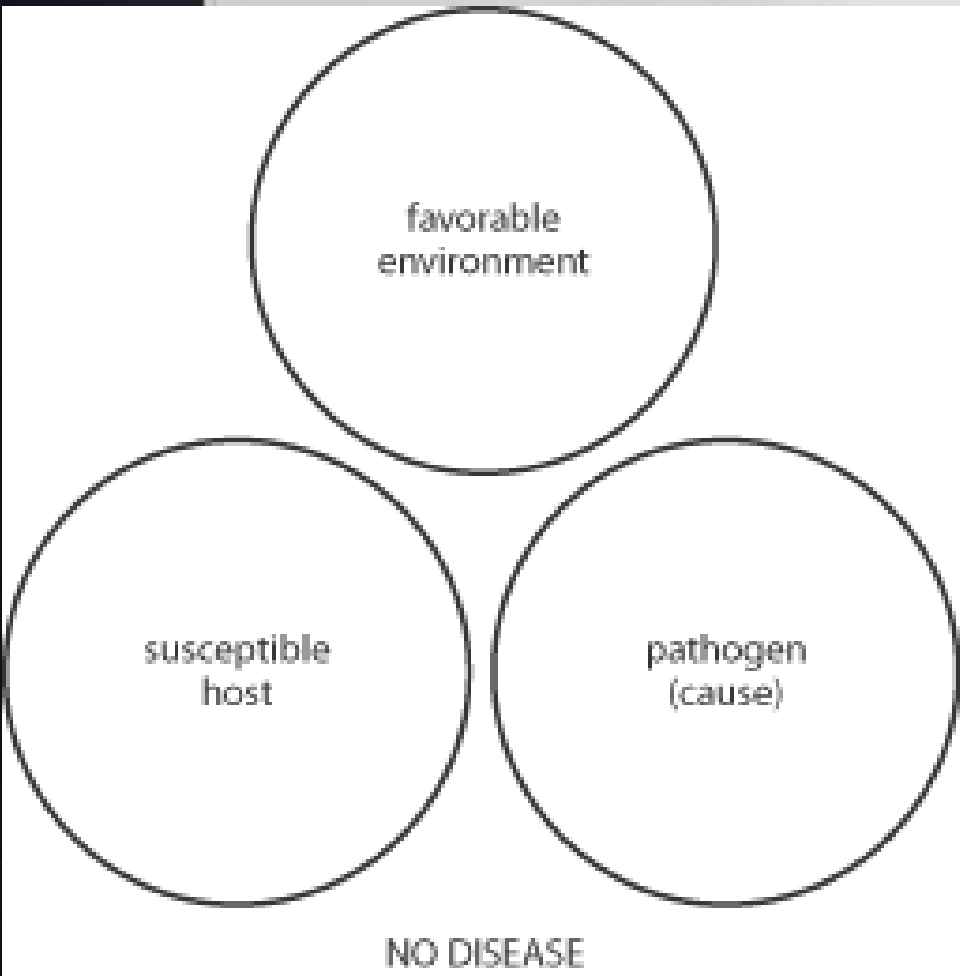 favorable
environment
susceptible
host
pathogen
(cause)
NO DISEASE